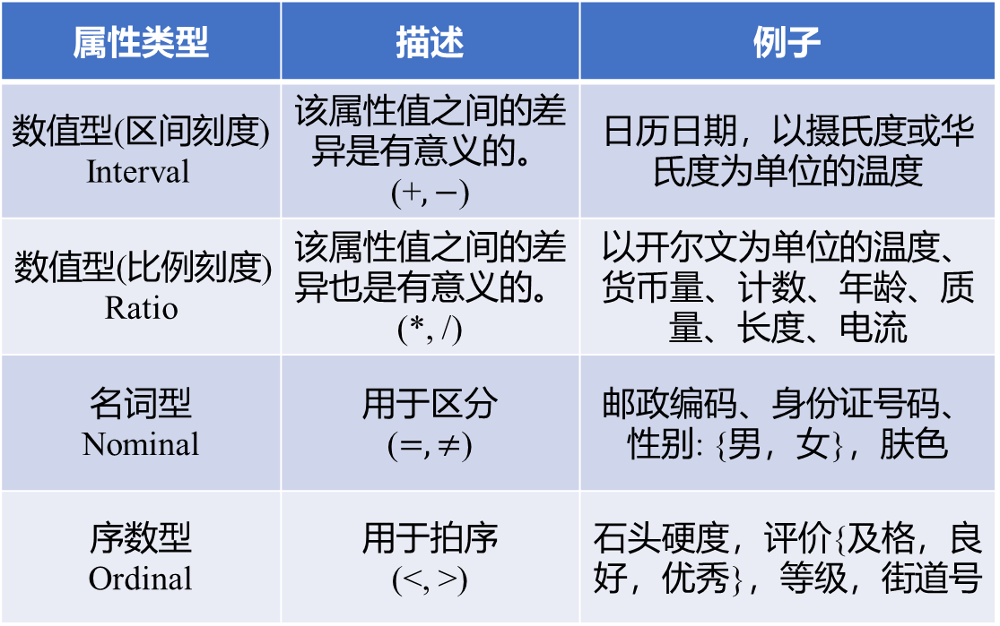 属性类型
描述
例子
数值型(区间刻度)
Interval
该属性值之间的差
异是有意义的。
(+, −)
日历日期，以摄氏度或华
氏度为单位的温度
数值型(比例刻度)
Ratio
该属性值之间的差
异也是有意义的。
(*, /)
以开尔文为单位的温度、
货币量、计数、年龄、质
量、长度、电流
名词型
Nominal
用于区分
(=, ≠)
邮政编码、身份证号码、
性别: {男，女}，肤色
序数型
Ordinal
用于拍序
(<, >)
石头硬度，评价{及格，良
好，优秀}，等级，街道号